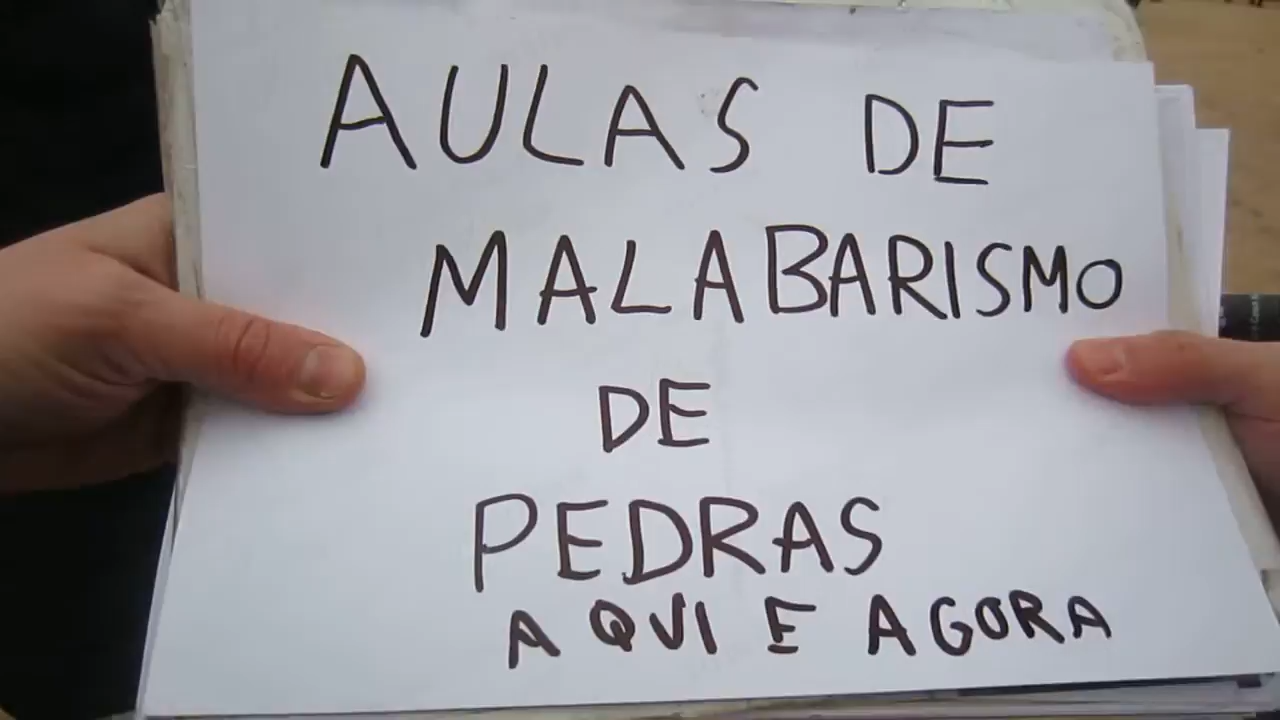 AULAS DE
MALABARISMO
DE
PEDRAS
AQUI E AGORA